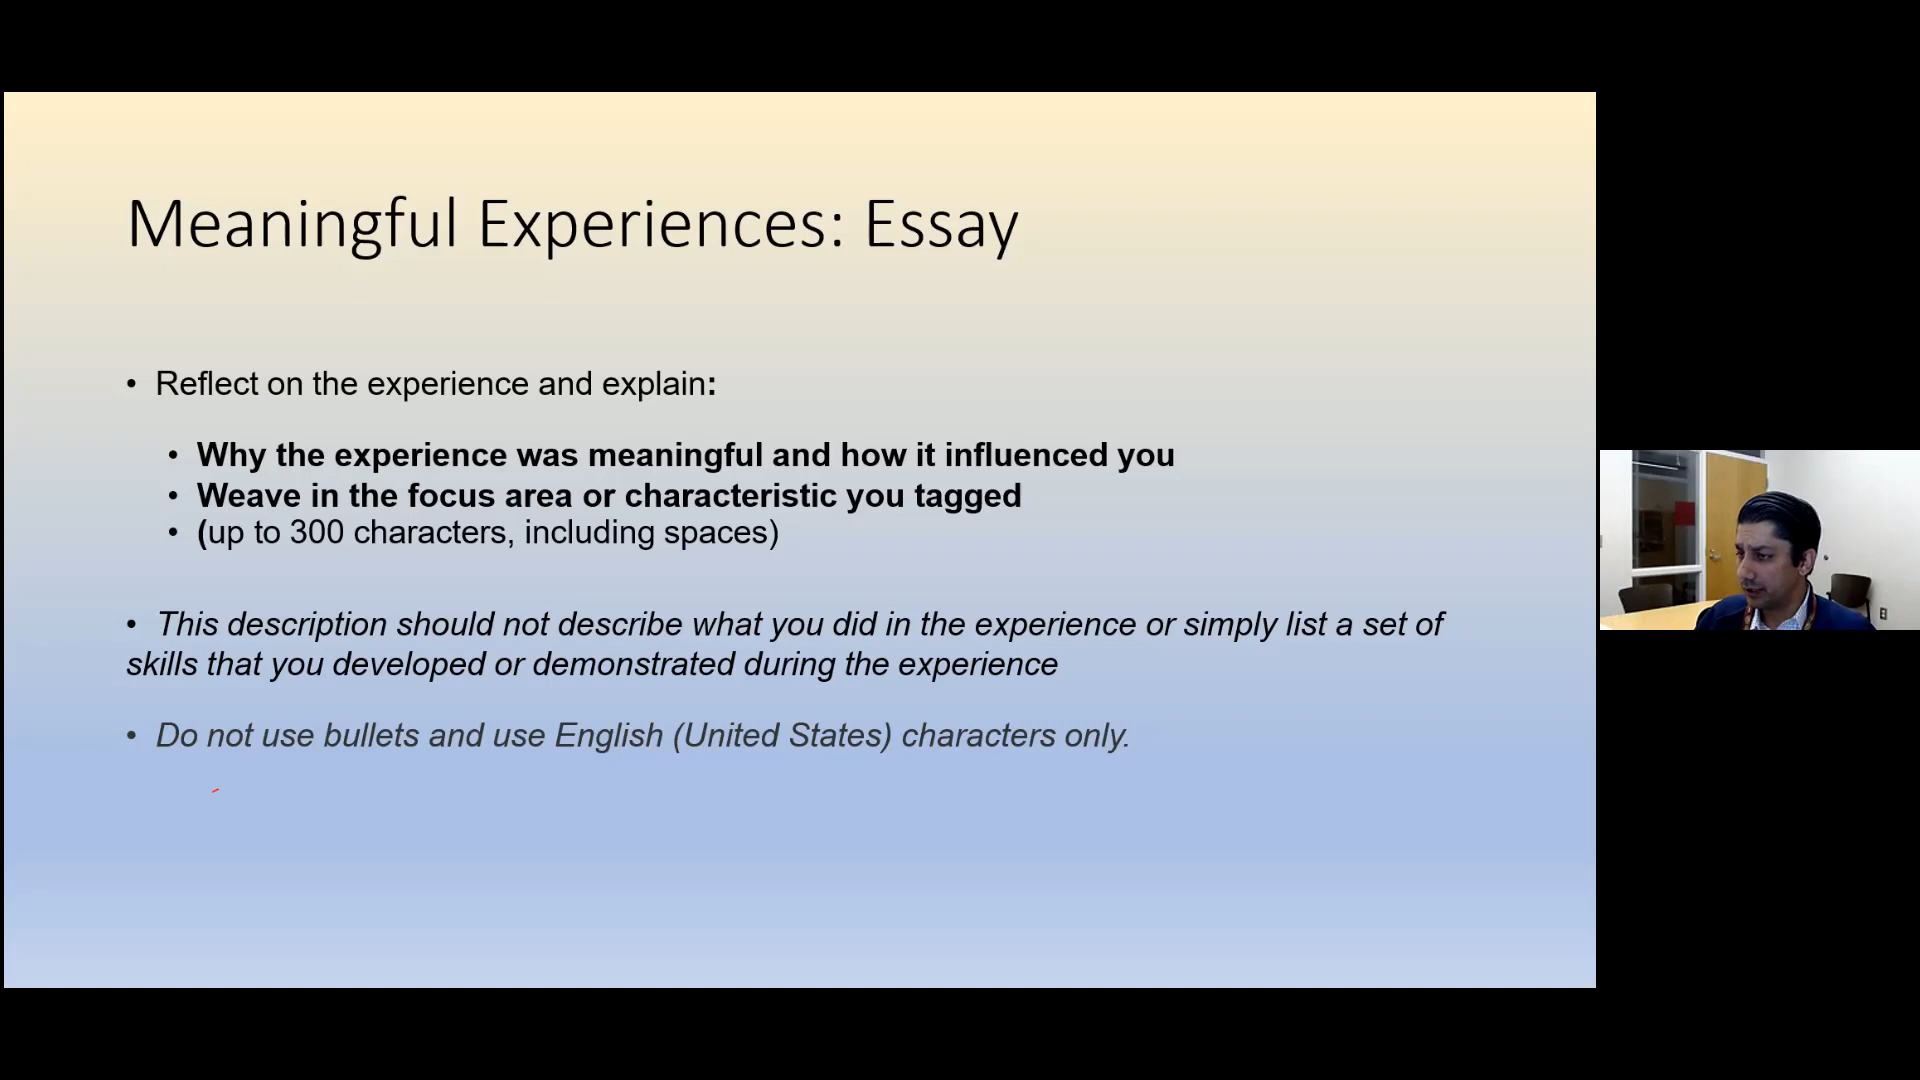 Meaningful Experiences: Essay
• Reflect on the experience and explain:
• Why the experience was meaningful and how it influenced you
• Weave in the focus area or characteristic you tagged
• (up to 300 characters, including spaces)
• This description should not describe what you did in the experience or simply list a set of
skills that you developed or demonstrated during the experience
• Do not use bullets and use English (United States) characters only.